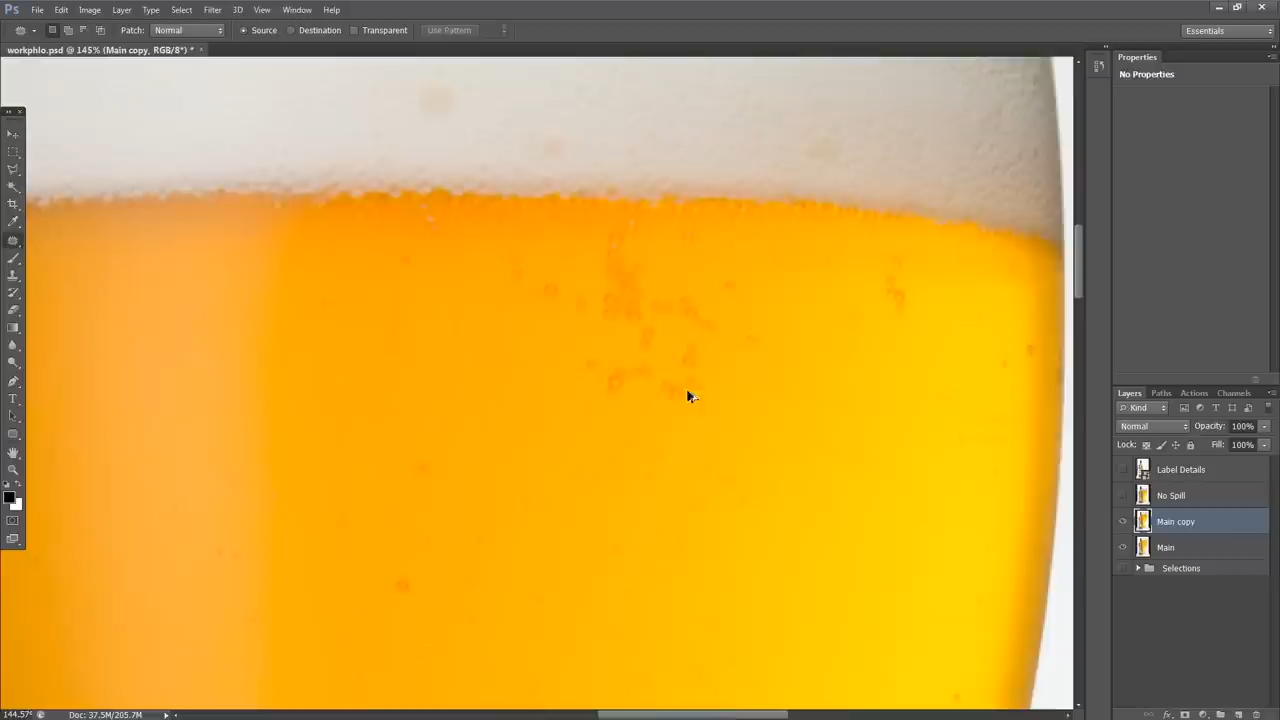 Ps File Edit Image Layer Type Select Filter 3D View Window Help
Patch: Normal Source Destination Transparent Use Pattern Essentials
workphlo.psd @ 145% (Main copy, RGB/8*) *
Properties
No Properties
Layers Paths Actions Channels
Kind
Normal Opacity: 100%
Lock: Fill: 100%
Label Details
No Spill
Main copy
Main
Selections
144.57% Doc: 37.5M/205.7M